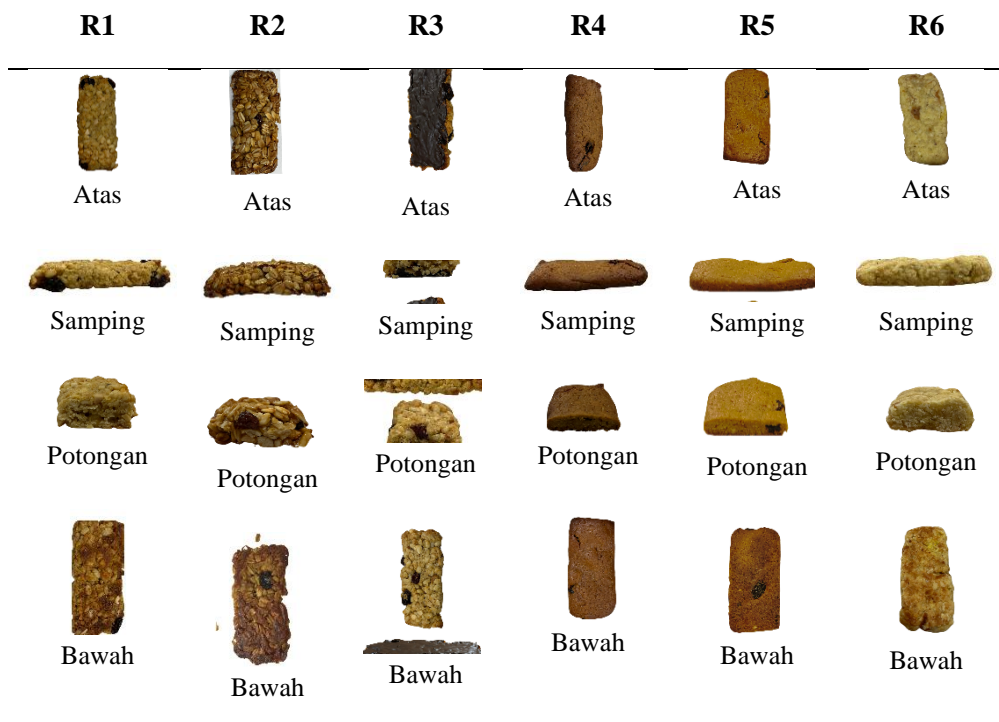 R1 R2 R3 R4 R5 R6
Atas Atas Atas Atas Atas Atas
Samping Samping Samping Samping Samping Samping
Potongan Potongan Potongan Potongan Potongan Potongan
Bawah Bawah Bawah Bawah Bawah Bawah